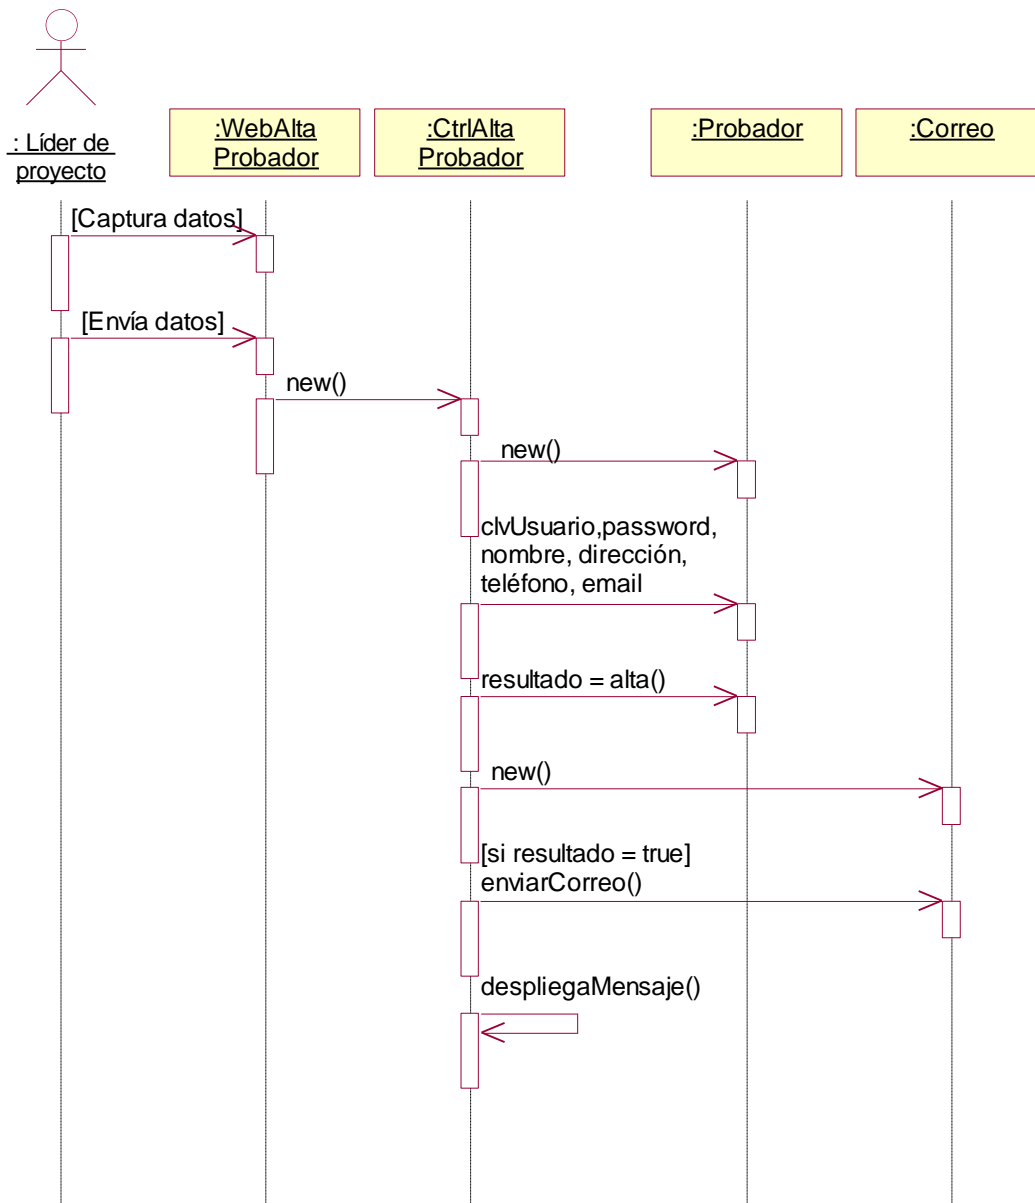 : Líder de
proyecto
:WebAlta
Probador
:CtrlAlta
Probador
:Probador
:Correo
[Captura datos]
[Envía datos]
new()
new()
clvUsuario,password,
nombre, dirección,
teléfono, email
resultado = alta()
new()
[si resultado = true]
enviarCorreo()
despliegaMensaje()